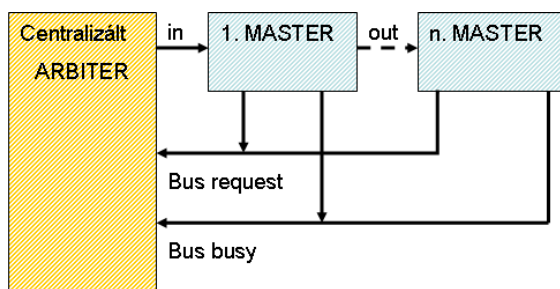 Centralizált
ARBITER
in
1. MASTER
out
n. MASTER
Bus request
Bus busy